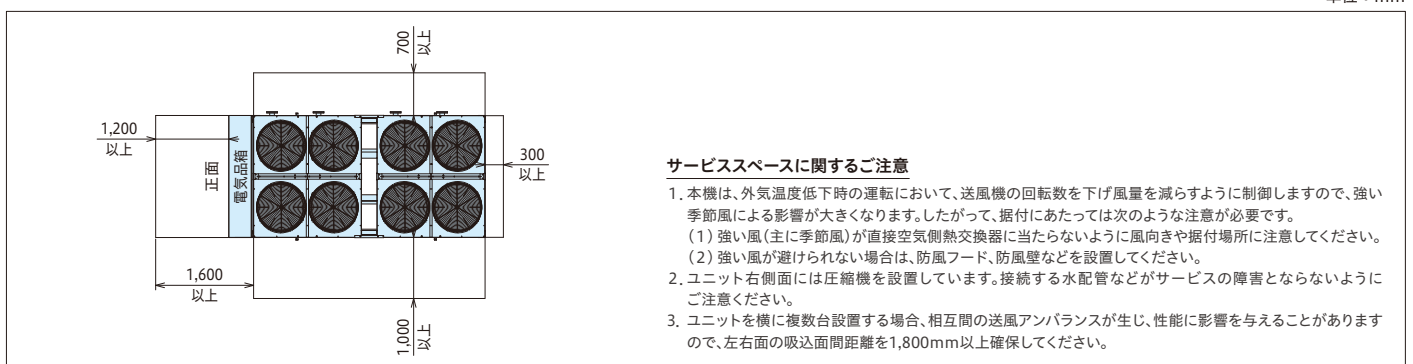 単位：mm
700
以上
1,200
以上
正面
電気品箱
300
以上
1,600
以上
1,000
以上
サービススペースに関するご注意
1. 本機は、外気温度低下時の運転において、送風機の回転数を下げ風量を減らすように制御しますので、強い
季節風による影響が大きくなります。したがって、据付にあたっては次のような注意が必要です。
（1）強い風（主に季節風）が直接空気側熱交換器に当たらないように風向きや据付場所に注意してください。
（2）強い風が避けられない場合は、防風フード、防風壁などを設置してください。
2. ユニット右側面には圧縮機を設置しています。接続する水配管などがサービスの障害とならないように
ご注意ください。
3. ユニットを横に複数台設置する場合、相互間の送風アンバランスが生じ、性能に影響を与えることがあります
ので、左右面の吸込面間距離を1,800mm以上確保してください。